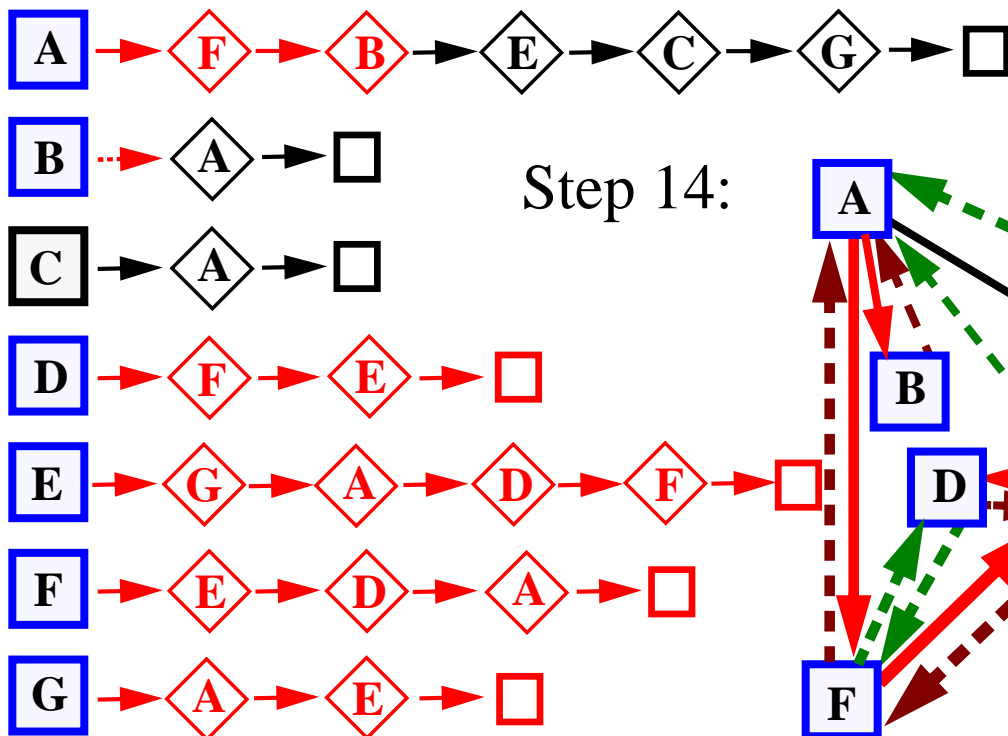 A F B E C G
B A
Step 14:
C A
D F E
E G A D F
F E D A
G A E
A
B
D
F